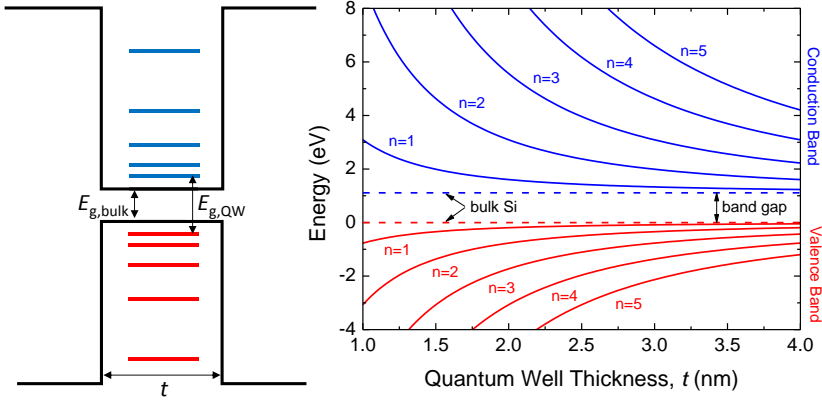 E_g,bulk
E_g,QW
t
Energy (eV)
8
6
4
2
0
-2
-4
n=1
n=2
n=3
n=4
n=5
bulk Si
band gap
n=1
n=2
n=3
n=4
n=5
Conduction Band
Valence Band
1.0 1.5 2.0 2.5 3.0 3.5 4.0
Quantum Well Thickness, t (nm)